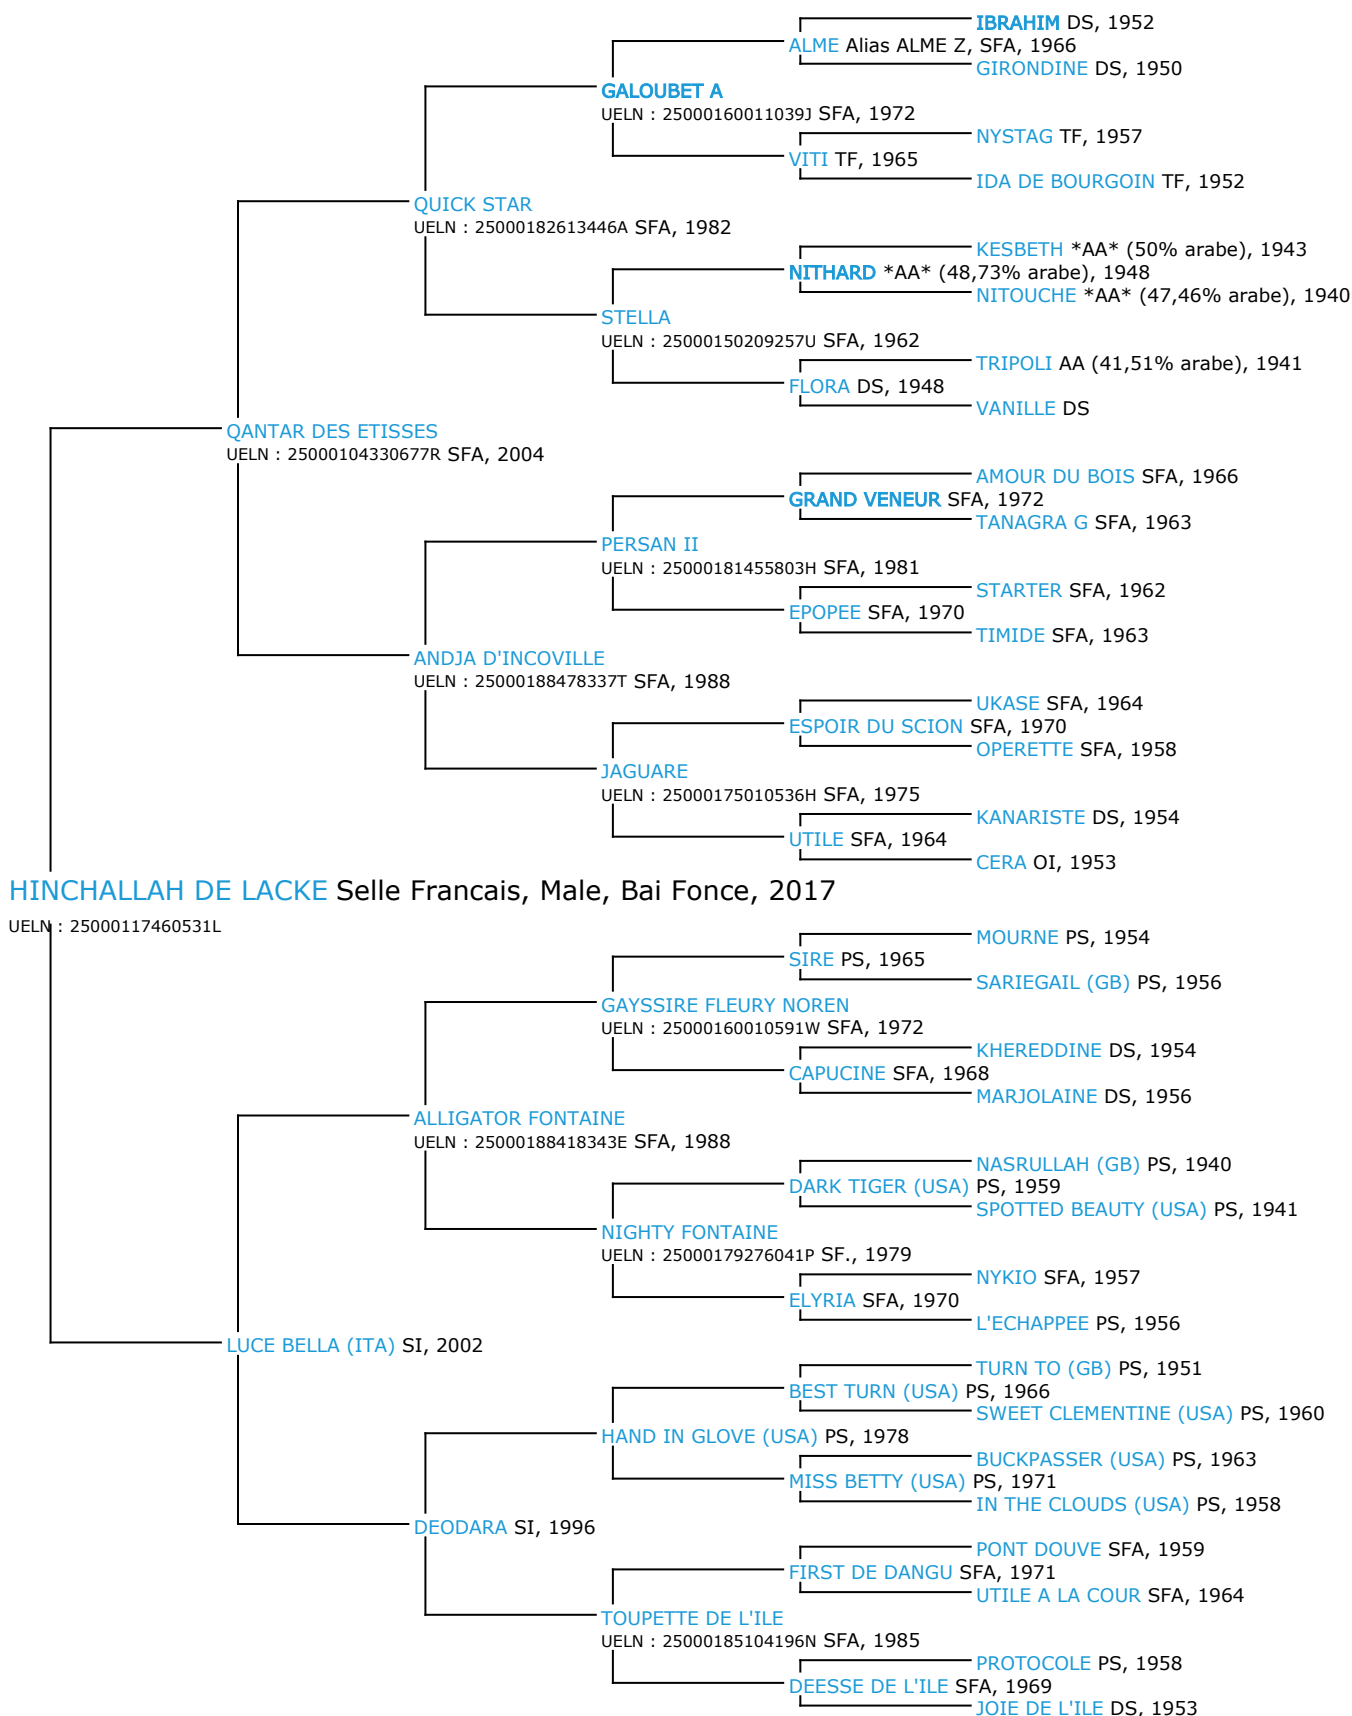 IBRAHIM DS, 1952
ALME Alias ALME Z, SFA, 1966
GIRONDINE DS, 1950
GALOUBET A
UELN : 25000160011039J SFA, 1972
NYSTAG TF, 1957
VITI TF, 1965
IDA DE BOURGOIN TF, 1952
QUICK STAR
UELN : 25000182613446A SFA, 1982
KESBETH *AA* (50% arabe), 1943
NITHARD *AA* (48,73% arabe), 1948
NITOUCHE *AA* (47,46% arabe), 1940
STELLA
UELN : 25000150209257U SFA, 1962
TRIPOLI AA (41,51% arabe), 1941
FLORA DS, 1948
VANILLE DS
QANTAR DES ETISSES
UELN : 25000104330677R SFA, 2004
AMOUR DU BOIS SFA, 1966
GRAND VENEUR SFA, 1972
TANAGRA G SFA, 1963
PERSAN II
UELN : 25000181455803H SFA, 1981
STARTER SFA, 1962
EPOPEE SFA, 1970
TIMIDE SFA, 1963
ANDJA D'INCOVILLE
UELN : 25000188478337T SFA, 1988
UKASE SFA, 1964
ESPOIR DU SCION SFA, 1970
OPERETTE SFA, 1958
JAGUARE
UELN : 25000175010536H SFA, 1975
KANARISTE DS, 1954
UTILE SFA, 1964
CERA OI, 1953
HINCHALLAH DE LACKE Selle Francais, Male, Bai Fonce, 2017
UELN : 25000117460531L
MOURNE PS, 1954
SIRE PS, 1965
SARIEGAIL (GB) PS, 1956
GAYSSIRE FLEURY NOREN
UELN : 25000160010591W SFA, 1972
KHEREDDINE DS, 1954
CAPUCINE SFA, 1968
MARJOLAINE DS, 1956
ALLIGATOR FONTAINE
UELN : 25000188418343E SFA, 1988
NASRULLAH (GB) PS, 1940
DARK TIGER (USA) PS, 1959
SPOTTED BEAUTY (USA) PS, 1941
NIGHTY FONTAINE
UELN : 25000179276041P SF., 1979
NYKIO SFA, 1957
ELYRIA SFA, 1970
L'ECHAPPEE PS, 1956
LUCE BELLA (ITA) SI, 2002
TURN TO (GB) PS, 1951
BEST TURN (USA) PS, 1966
SWEET CLEMENTINE (USA) PS, 1960
HAND IN GLOVE (USA) PS, 1978
BUCKPASSER (USA) PS, 1963
MISS BETTY (USA) PS, 1971
IN THE CLOUDS (USA) PS, 1958
DEODARA SI, 1996
PONT DOUVE SFA, 1959
FIRST DE DANGU SFA, 1971
UTILE A LA COUR SFA, 1964
TOUPETTE DE L'ILE
UELN : 25000185104196N SFA, 1985
PROTOCOLE PS, 1958
DEESSE DE L'ILE SFA, 1969
JOIE DE L'ILE DS, 1953